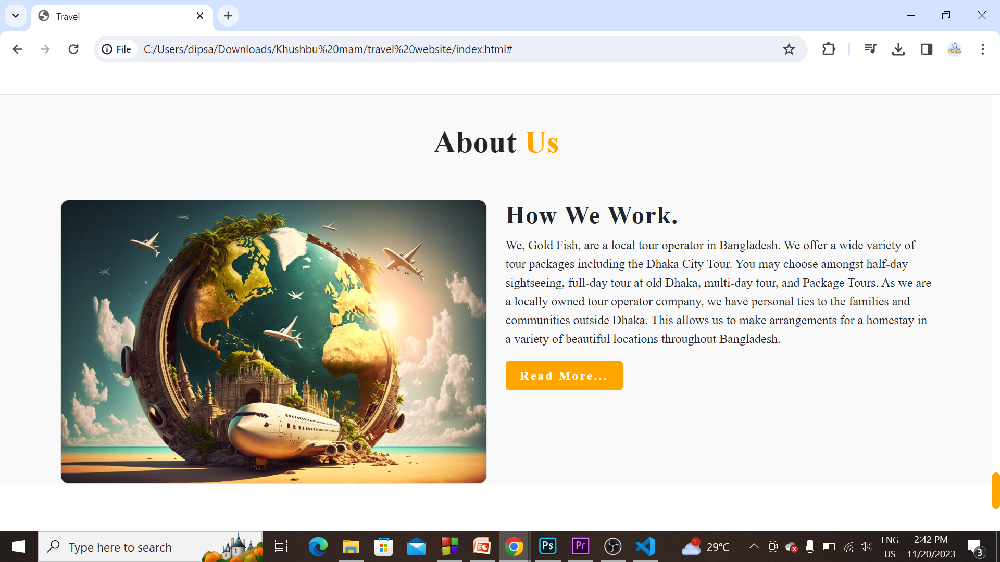 Travel
File
C:/Users/dipsa/Downloads/Khushbu%20mam/travel%20website/index.html#
About Us
How We Work.
We, Gold Fish, are a local tour operator in Bangladesh. We offer a wide variety of
tour packages including the Dhaka City Tour. You may choose amongst half-day
sightseeing, full-day tour at old Dhaka, multi-day tour, and Package Tours. As we are
a locally owned tour operator company, we have personal ties to the families and
communities outside Dhaka. This allows us to make arrangements for a homestay in
a variety of beautiful locations throughout Bangladesh.
Read More...
Type here to search
Ps
Pr
1
29°C
ENG
US
2:42 PM
11/20/2023
3